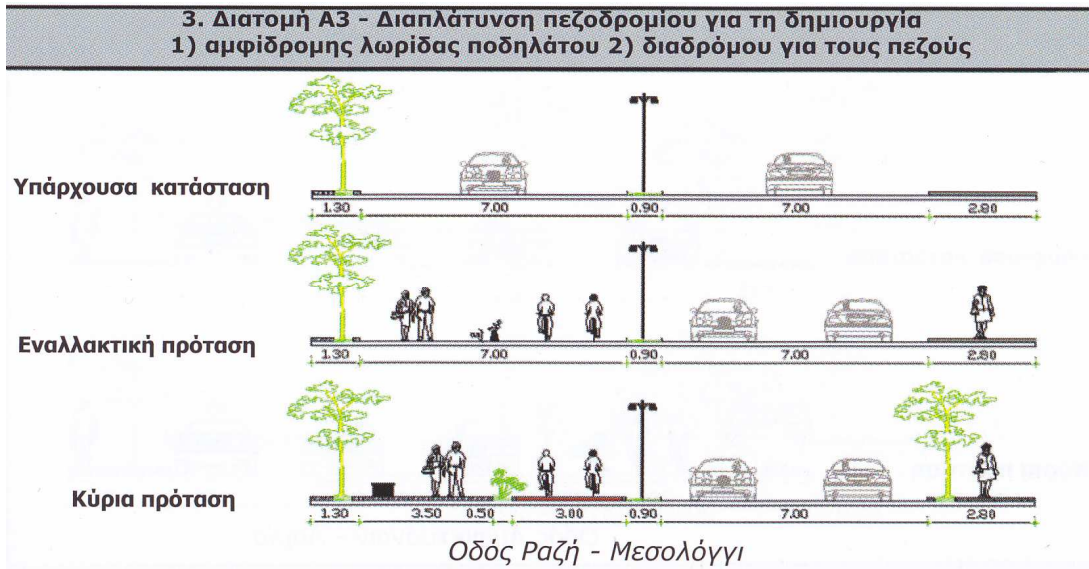 3. Διατομή Α3 - Διαπλάτυνση πεζοδρομίου για τη δημιουργία
1) αμφίδρομης λωρίδας ποδηλάτου 2) διαδρόμου για τους πεζούς
Υπάρχουσα κατάσταση
1.30 7.00 0.90 7.00 2.80
Εναλλακτική πρόταση
1.30 7.00 0.90 7.00 2.80
Κύρια πρόταση
1.30 3.50 0.50 3.00 0.90 7.00 2.80
Οδός Ραζή - Μεσολόγγι